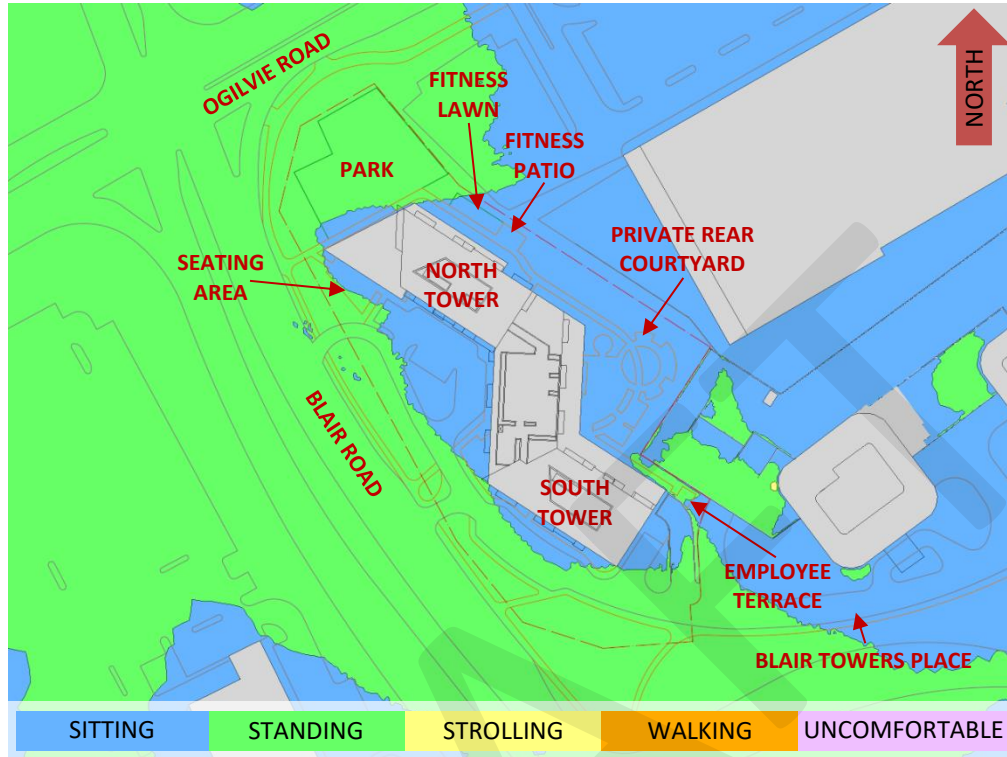 NORTH
OGILVIE ROAD
FITNESS
LAWN
FITNESS
PATIO
PARK
PRIVATE REAR
COURTYARD
SEATING
AREA
NORTH
TOWER
BLAIR ROAD
SOUTH
TOWER
EMPLOYEE
TERRACE
BLAIR TOWERS PLACE
SITTING
STANDING
STROLLING
WALKING
UNCOMFORTABLE